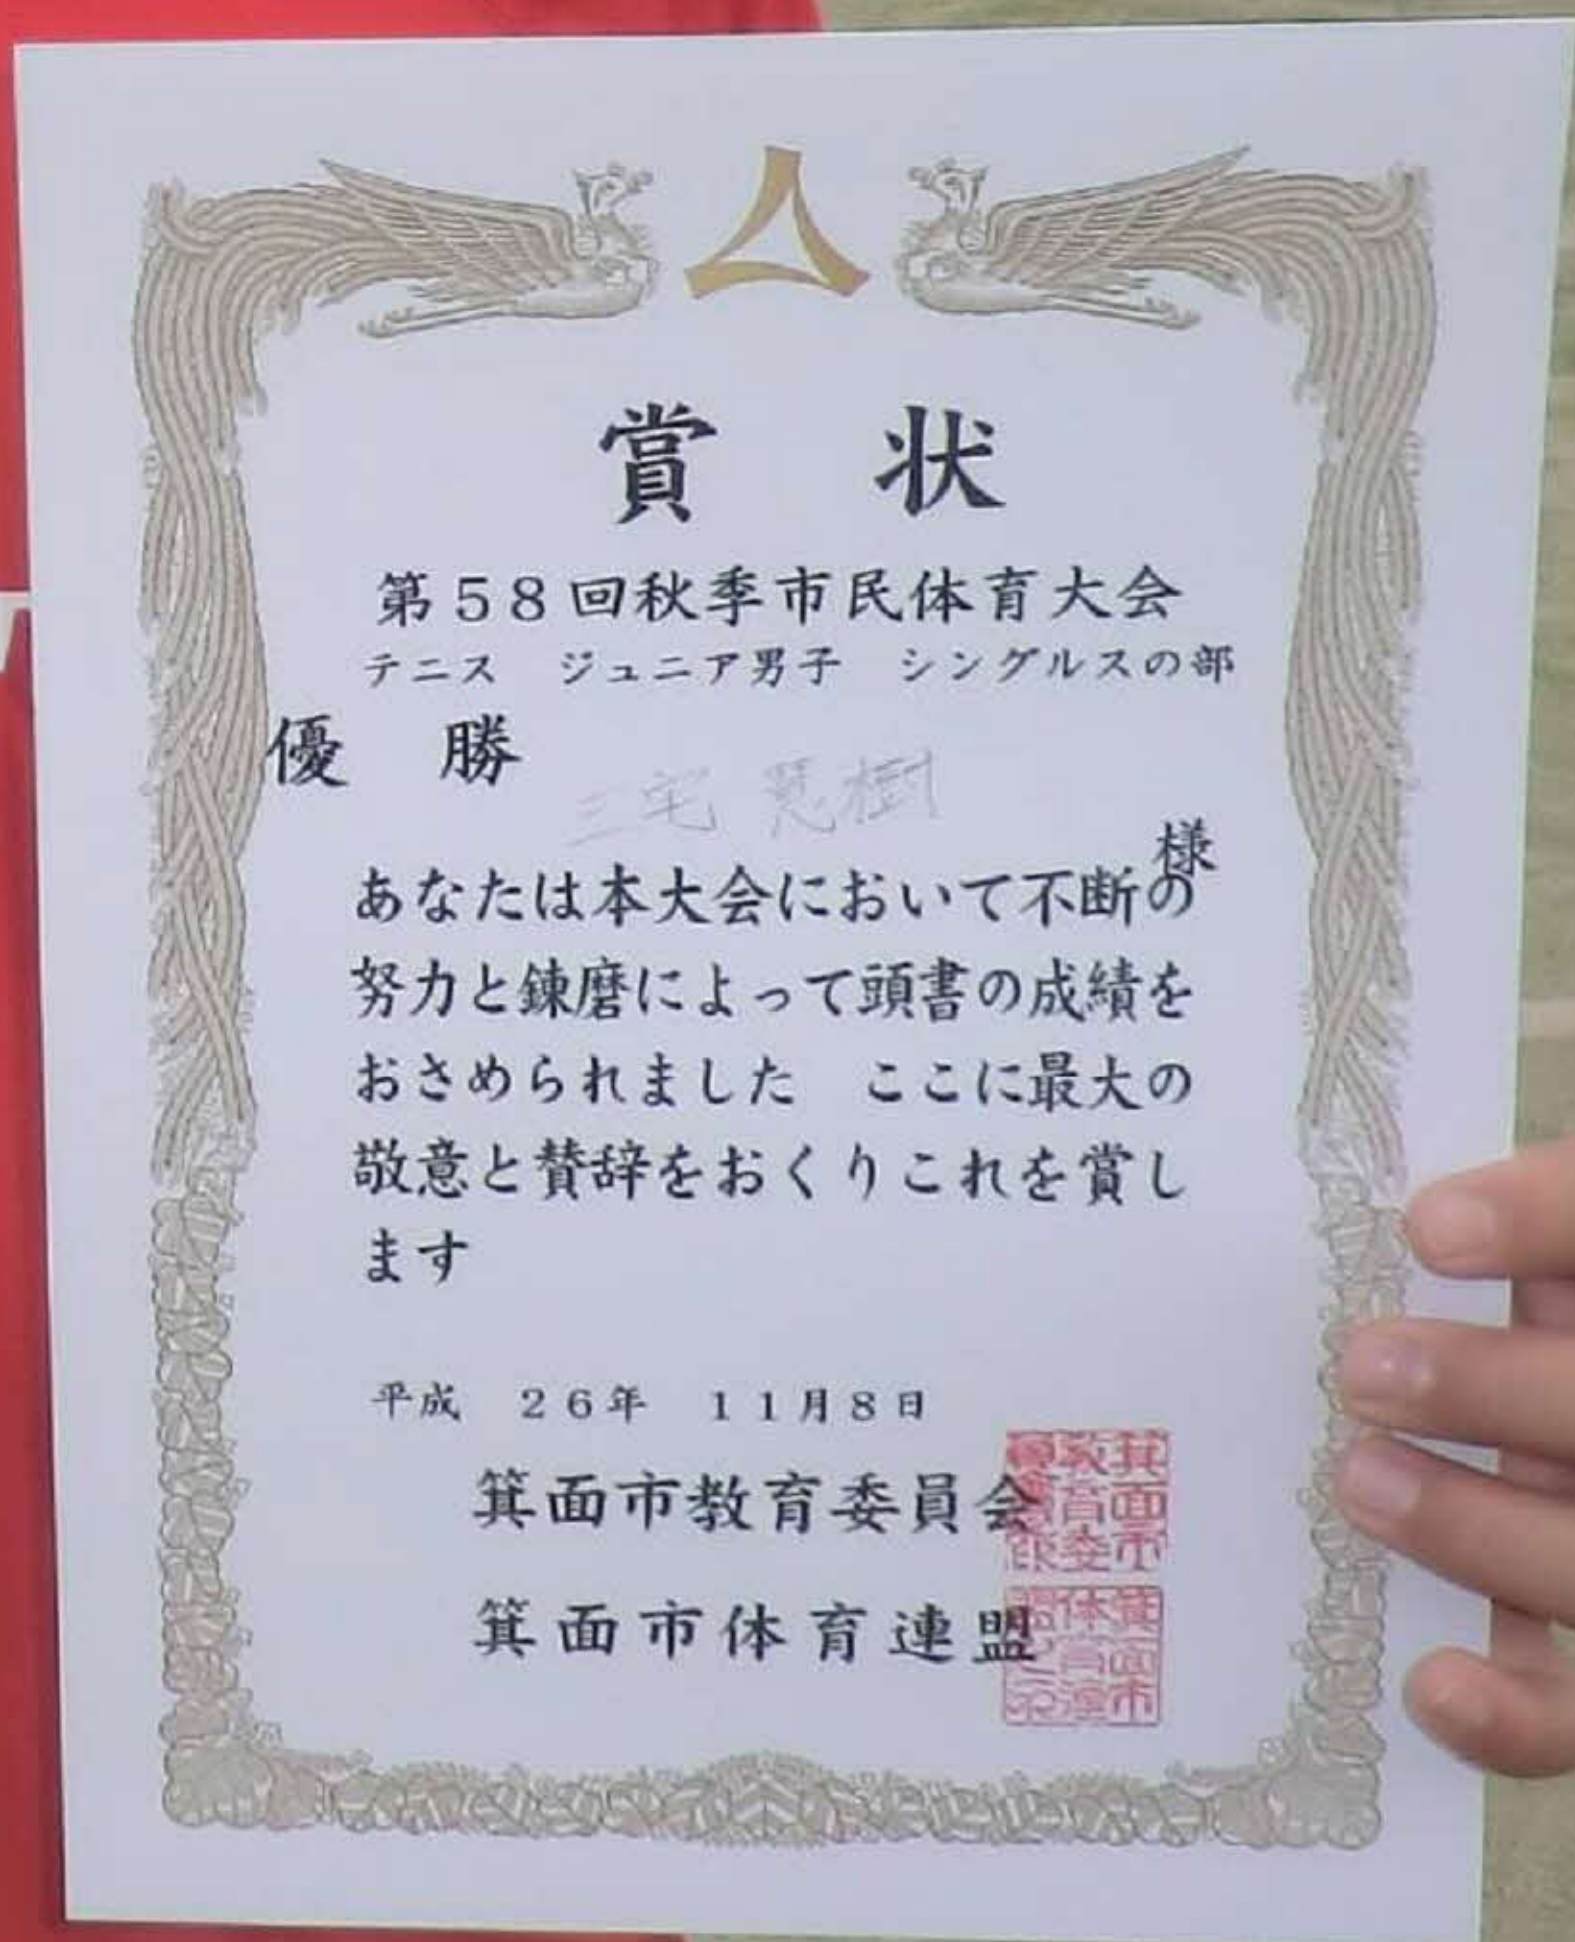 賞 状
第58回秋季市民体育大会
テニス ジュニア男子 シングルスの部
優 勝
三宅 慧樹
様
あなたは本大会において不断の
努力と錬磨によって頭書の成績を
おさめられました ここに最大の
敬意と賛辞をおくりこれを賞し
ます
平成 26年 11月8日
箕面市教育委員会
箕面市体育連盟